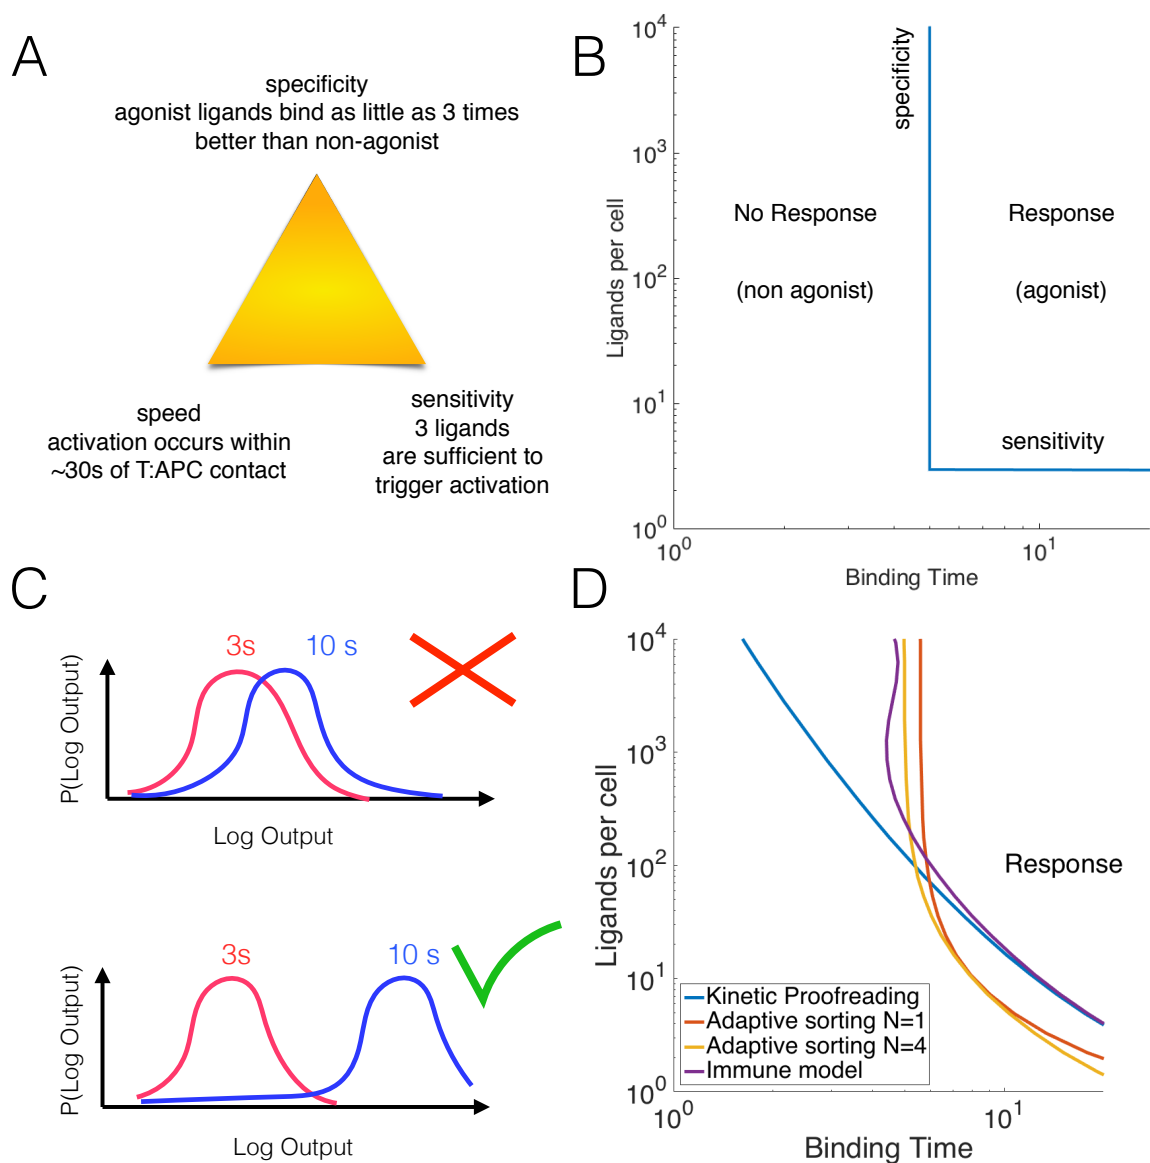 A
specificity
agonist ligands bind as little as 3 times
better than non-agonist
speed
activation occurs within
~30s of T:APC contact
sensitivity
3 ligands
are sufficient to
trigger activation
B
10^4
10^3
10^2
10^1
10^0
Ligands per cell
specificity
No Response
(non agonist)
Response
(agonist)
sensitivity
10^0
10^1
Binding Time
C
3s
10 s
P(Log Output)
Log Output
3s
10 s
P(Log Output)
Log Output
D
10^4
10^3
10^2
10^1
10^0
Ligands per cell
Response
Kinetic Proofreading
Adaptive sorting N=1
Adaptive sorting N=4
Immune model
10^0
10^1
Binding Time